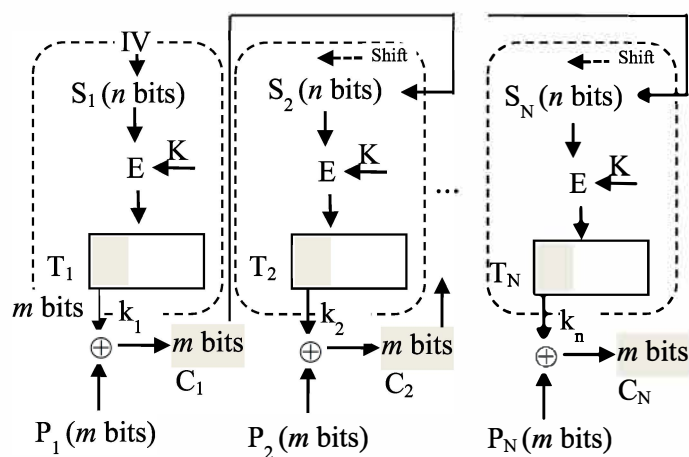 IV
Shift
Shift
S1 (n bits)
S2 (n bits)
SN (n bits)
E K
E K
E K
...
T1
T2
TN
m bits
k1
k2
kn
⊕ m bits
⊕ m bits
⊕ m bits
C1
C2
CN
P1 (m bits)
P2 (m bits)
PN (m bits)